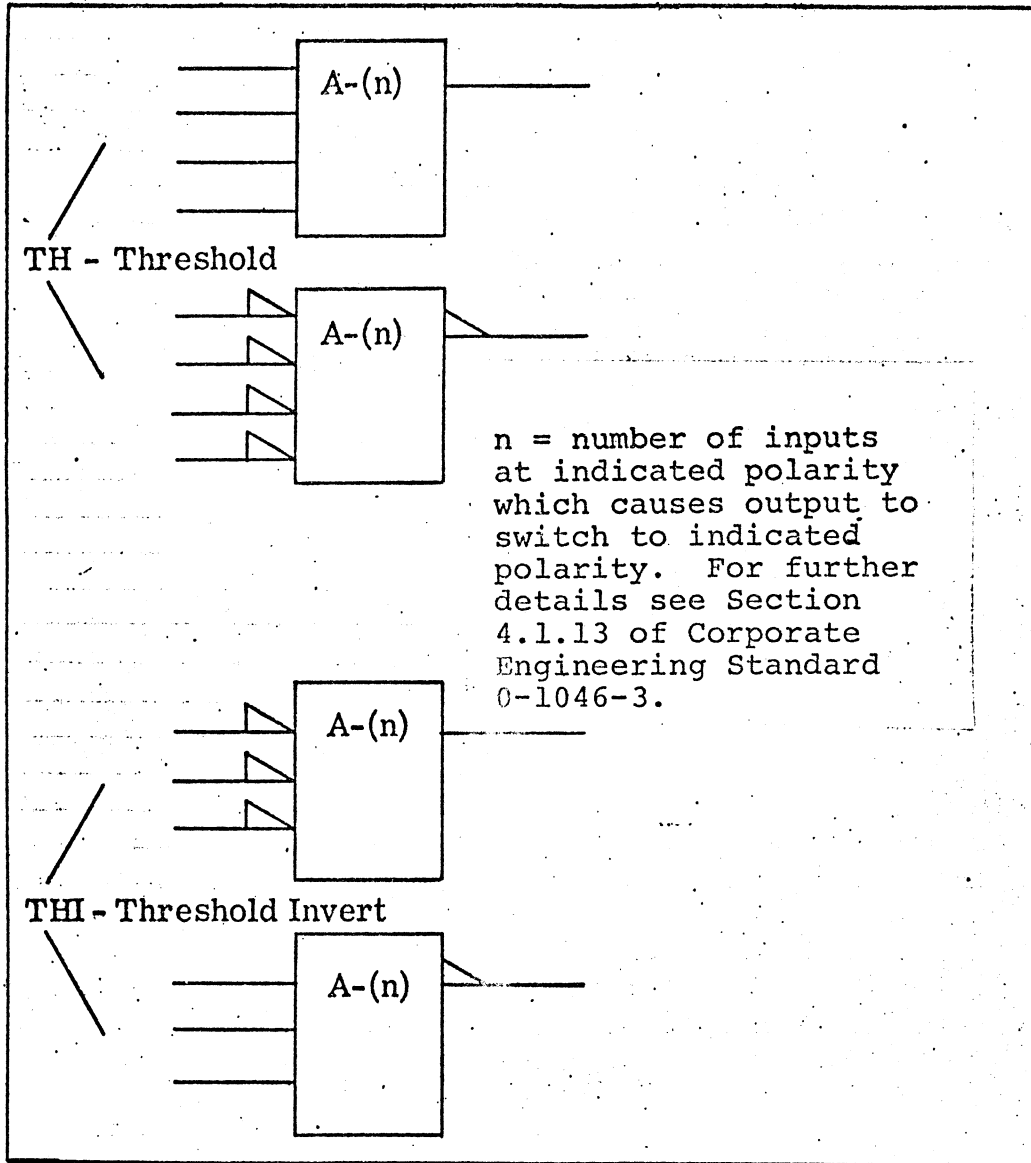 A-(n)
TH - Threshold
A-(n)
n = number of inputs
at indicated polarity
which causes output to
switch to indicated
polarity. For further
details see Section
4.1.13 of Corporate
Engineering Standard
0-1046-3.
A-(n)
THI - Threshold Invert
A-(n)